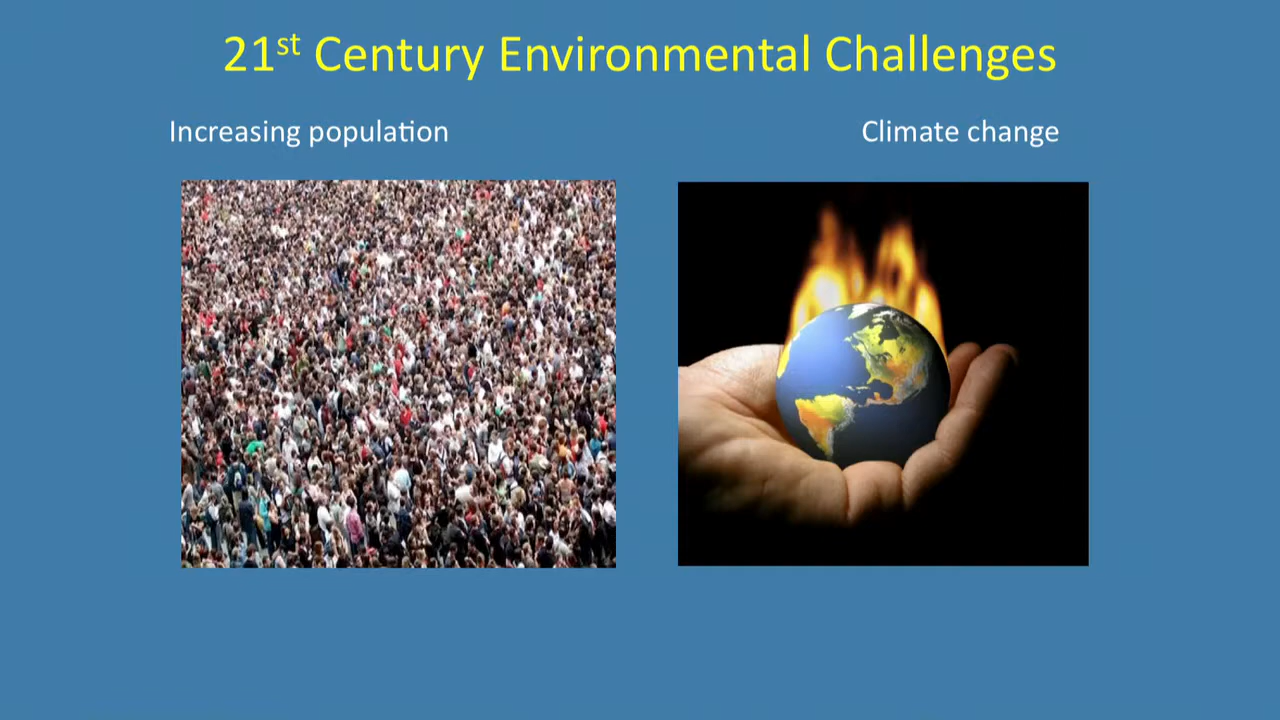 21st Century Environmental Challenges
Increasing population
Climate change